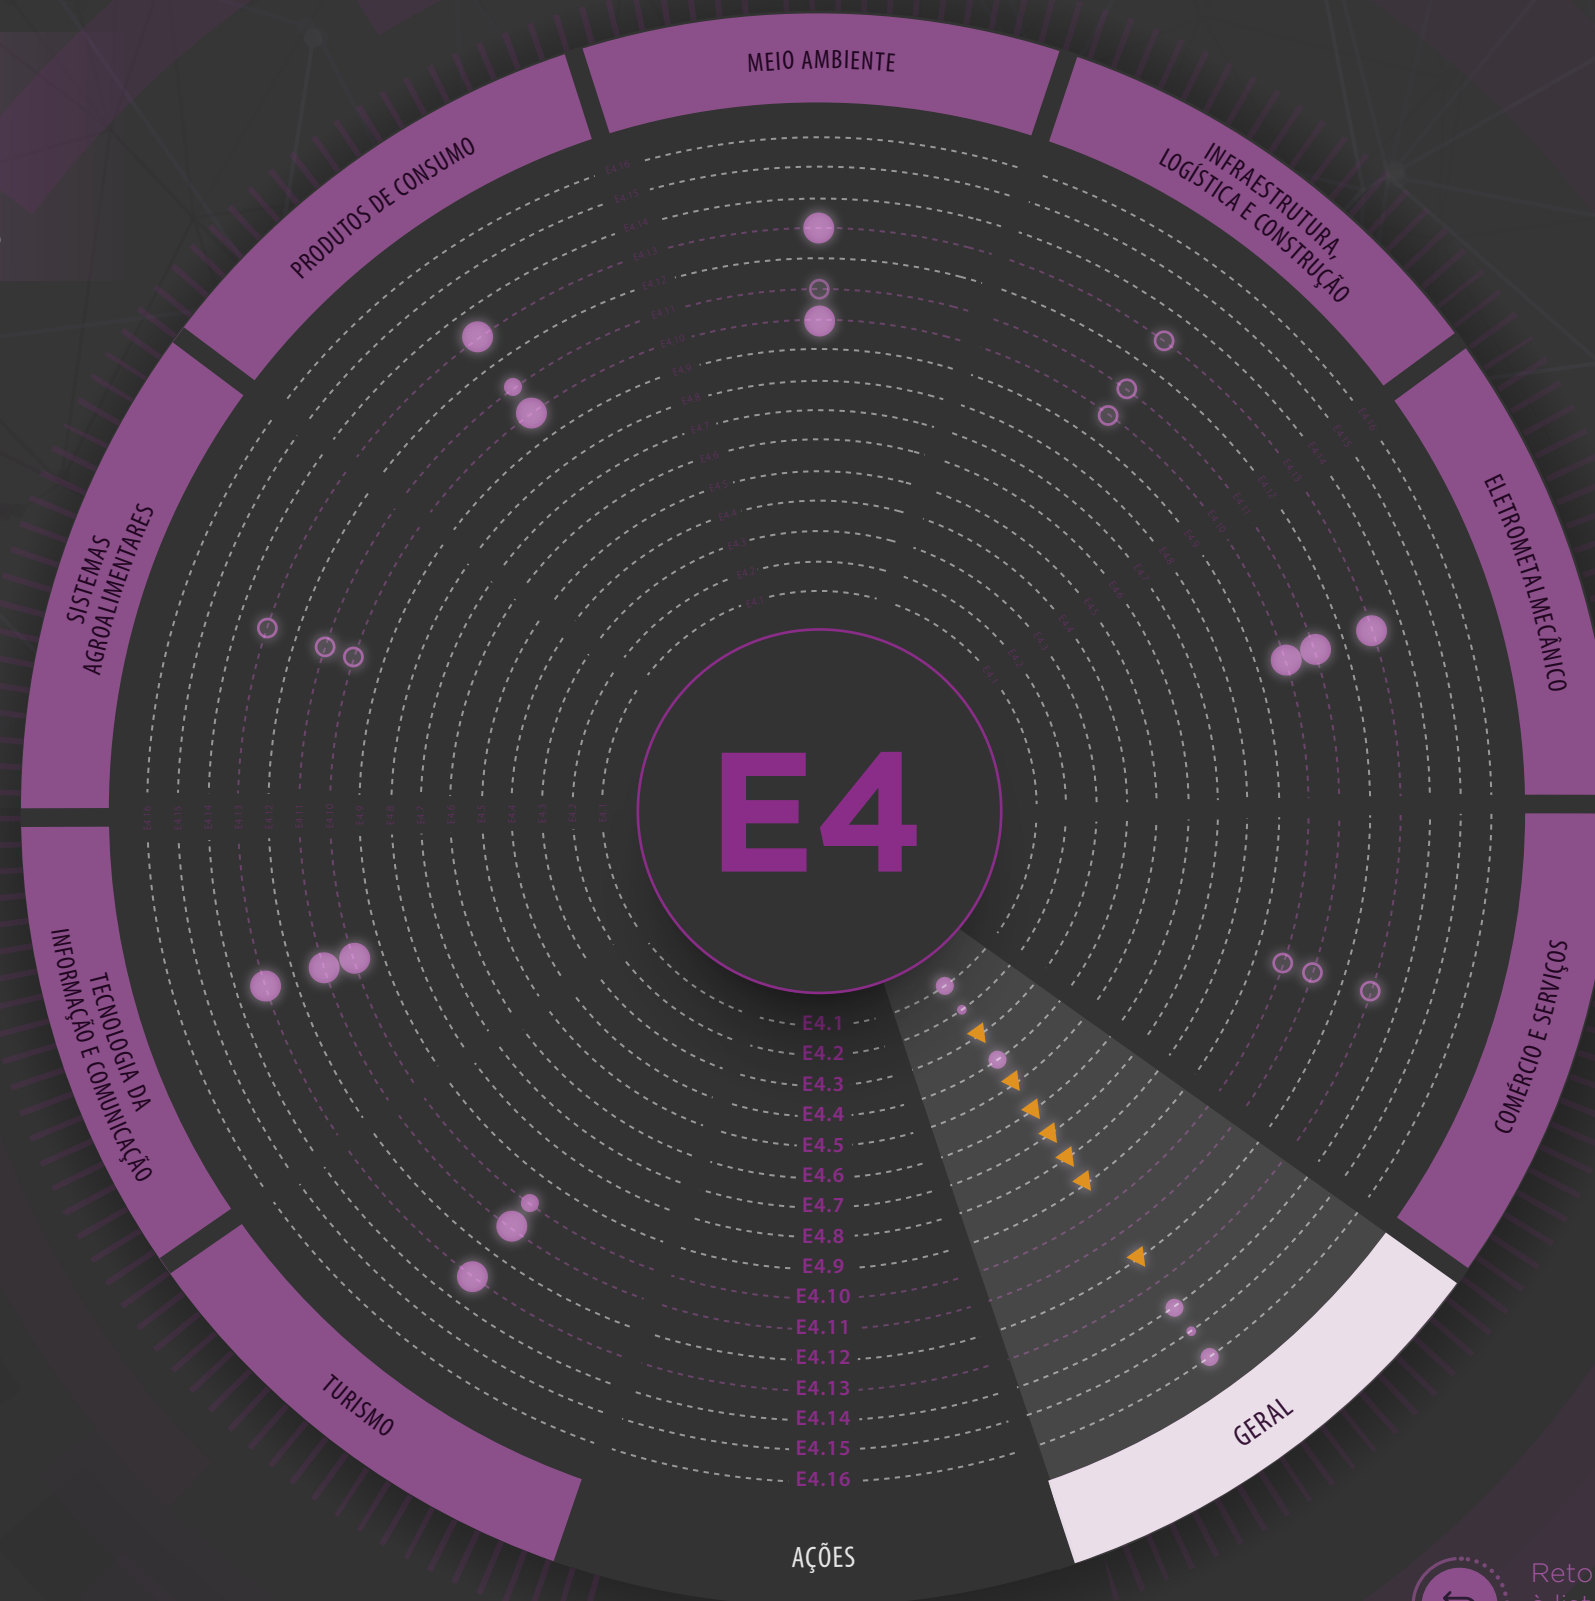 MEIO AMBIENTE
INFRAESTRUTURA,
LOGÍSTICA E CONSTRUÇÃO
PRODUTOS DE CONSUMO
ELETROMETALMECÂNICO
SISTEMAS
AGROALIMENTARES
E4
COMÉRCIO E SERVIÇOS
TECNOLOGIA DA
INFORMAÇÃO E COMUNICAÇÃO
E4.1
E4.2
E4.3
E4.4
E4.5
E4.6
E4.7
E4.8
E4.9
E4.10
E4.11
E4.12
E4.13
E4.14
E4.15
E4.16
TURISMO
GERAL
AÇÕES
Reto